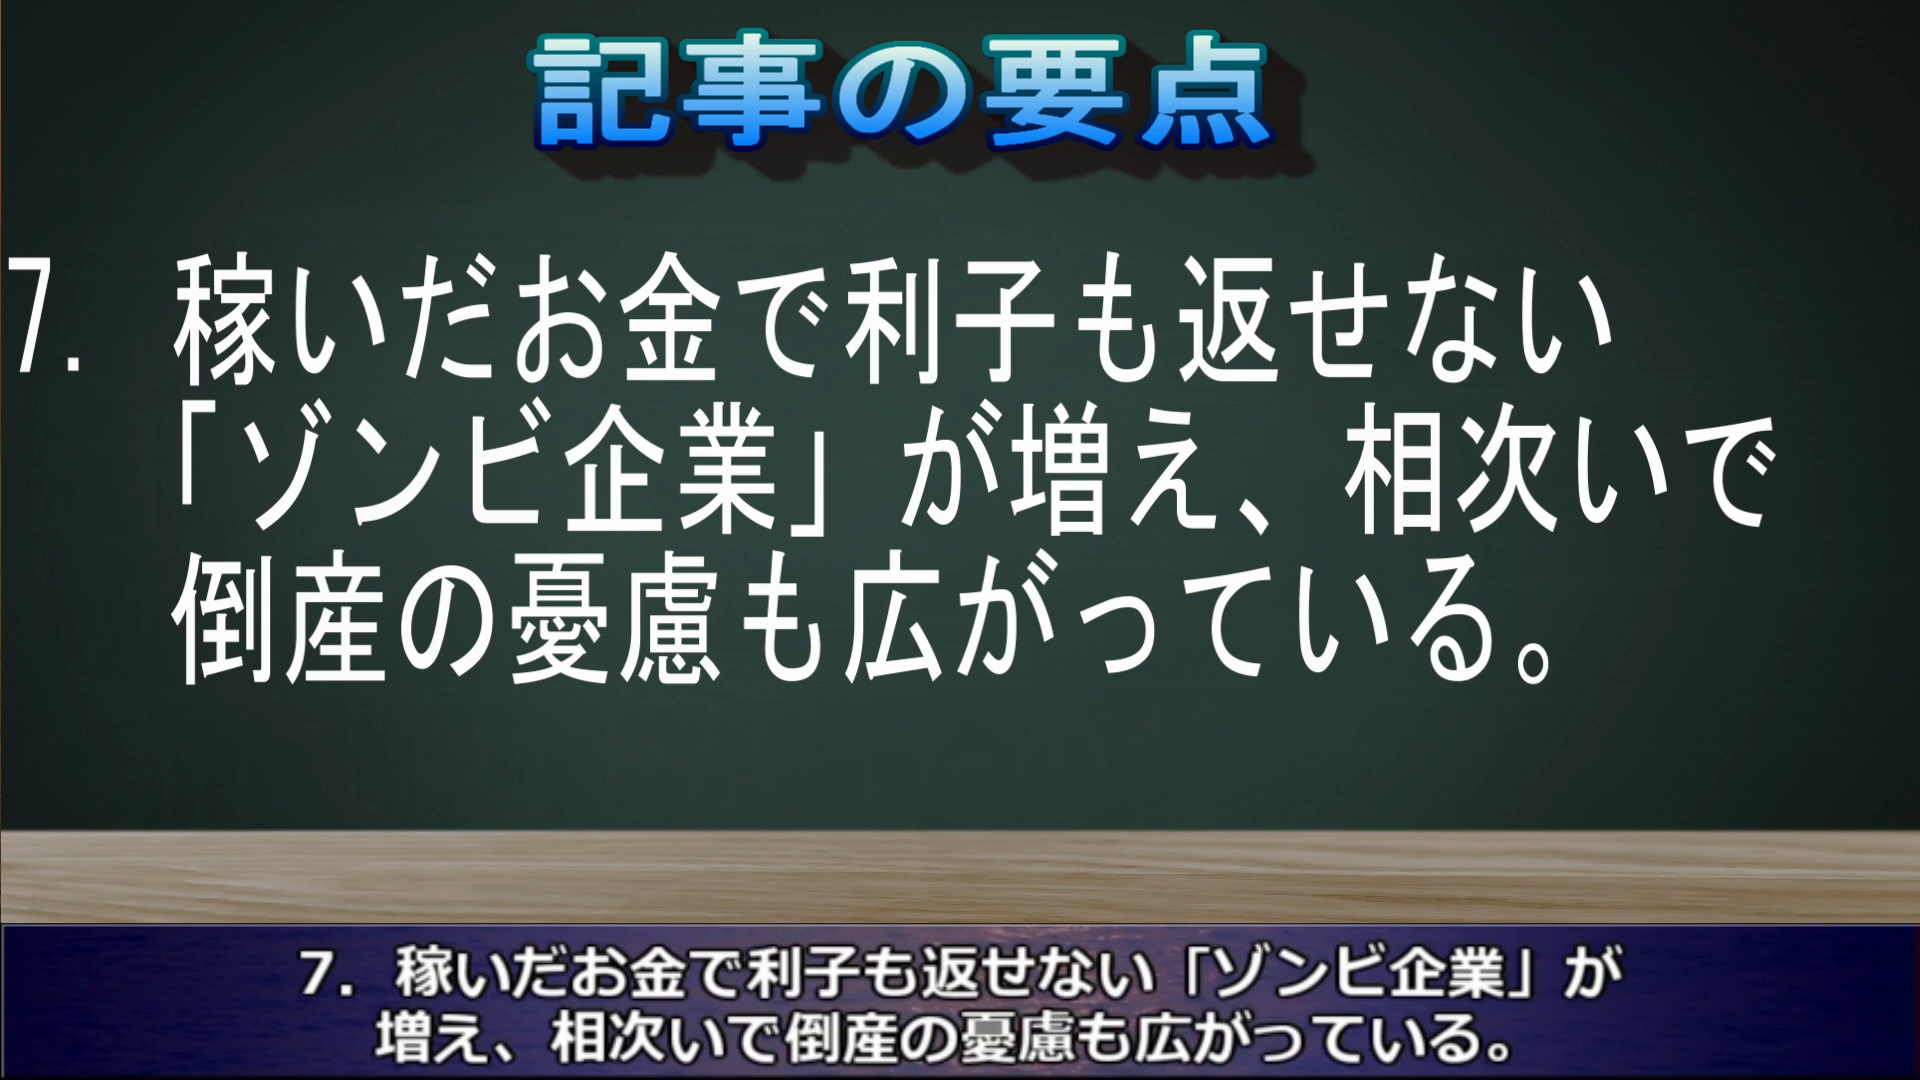 記事の要点
7. 稼いだお金で利子も返せない
「ゾンビ企業」が増え、相次いで
倒産の憂慮も広がっている。
7. 稼いだお金で利子も返せない「ゾンビ企業」が
増え、相次いで倒産の憂慮も広がっている。